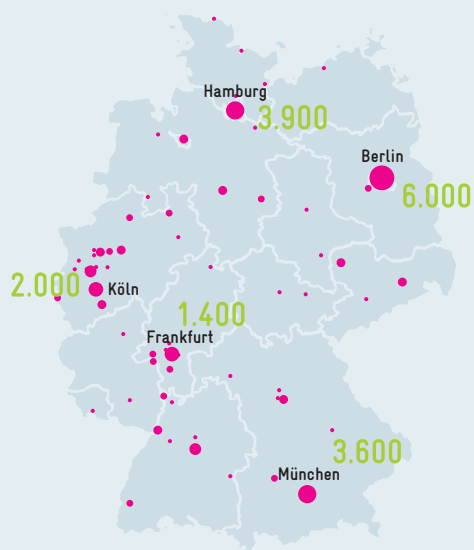 Hamburg
3.900
Berlin
6.000
2.000
Köln
1.400
Frankfurt
3.600
München